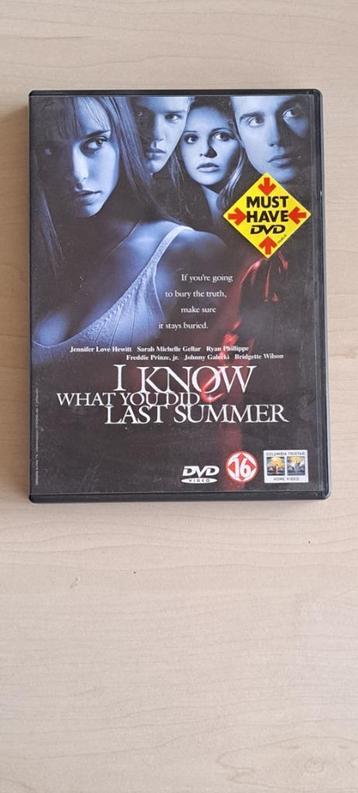 MUST
HAVE
DVD
If you're going
to bury the truth,
make sure
it stays buried.
Jennifer Love Hewitt Sarah Michelle Gellar Ryan Phillippe
Freddie Prinze, jr. Johnny Galecki Bridgette Wilson
I KNOW
WHAT YOU DID
LAST SUMMER
DVD
VIDEO
16
COLUMBIA TRISTAR
HOME VIDEO